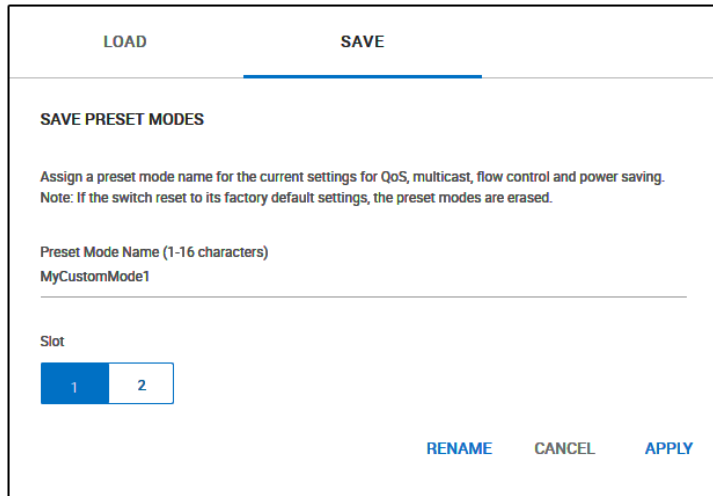 LOAD SAVE
SAVE PRESET MODES
Assign a preset mode name for the current settings for QoS, multicast, flow control and power saving.
Note: If the switch reset to its factory default settings, the preset modes are erased.
Preset Mode Name (1-16 characters)
MyCustomMode1
Slot
1 2
RENAME CANCEL APPLY